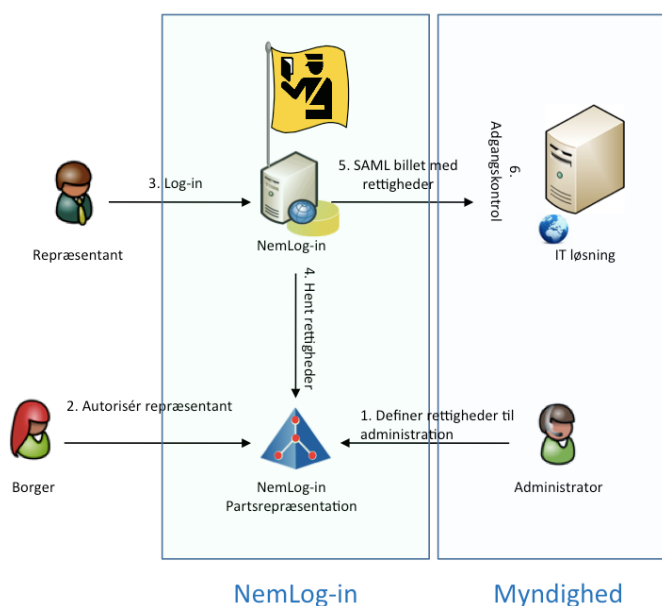 3. Log-in
Repræsentant
NemLog-in
5. SAML billet med
rettigheder
6.
Adgangskontrol
IT løsning
4. Hent rettigheder
2. Autorisér repræsentant
Borger
1. Definer rettigheder til
administration
NemLog-in
Partsrepræsentation
Administrator
NemLog-in
Myndighed